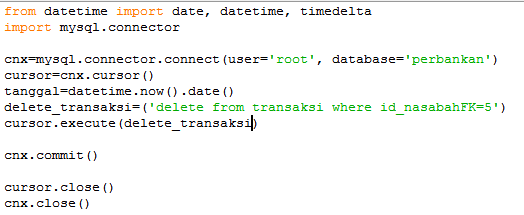 from datetime import date, datetime, timedelta
import mysql.connector
cnx=mysql.connector.connect(user='root', database='perbankan')
cursor=cnx.cursor()
tanggal=datetime.now().date()
delete_transaksi=('delete from transaksi where id_nasabahFK=5')
cursor.execute(delete_transaksi)
cnx.commit()
cursor.close()
cnx.close()